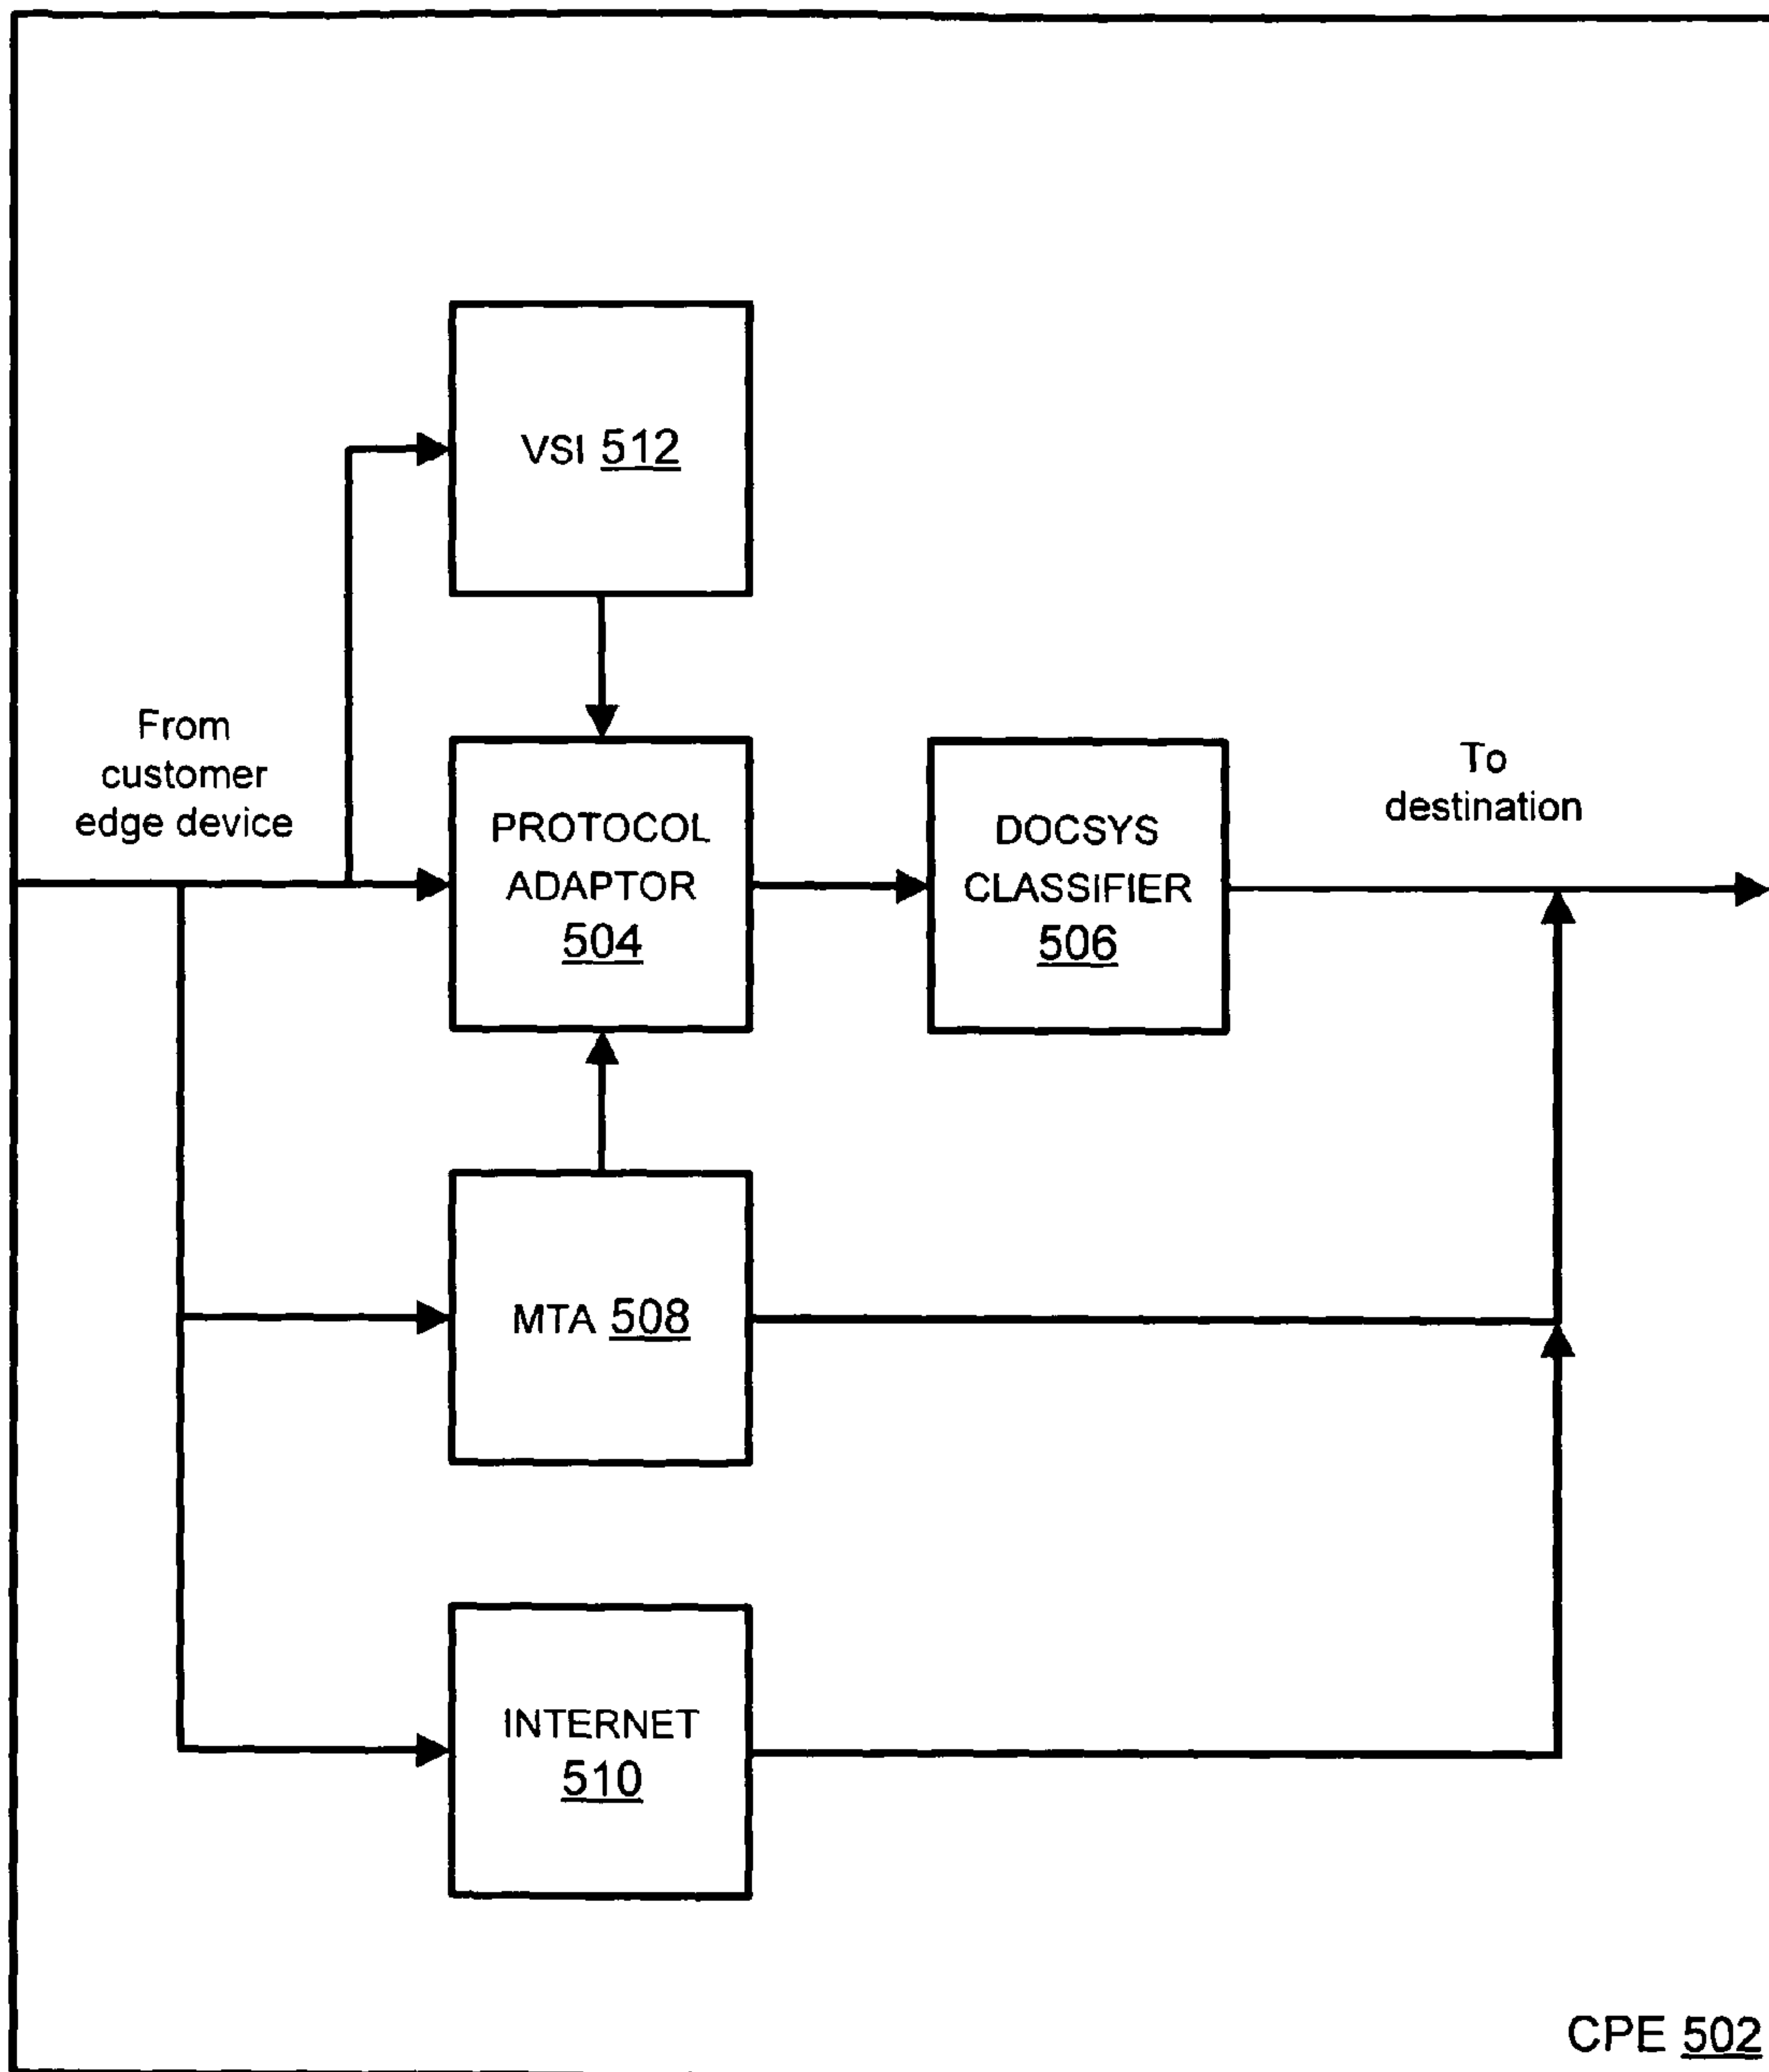 VSI 512
From
customer
edge device
PROTOCOL
ADAPTOR
504
DOCSYS
CLASSIFIER
506
To
destination
MTA 508
INTERNET
510
CPE 502